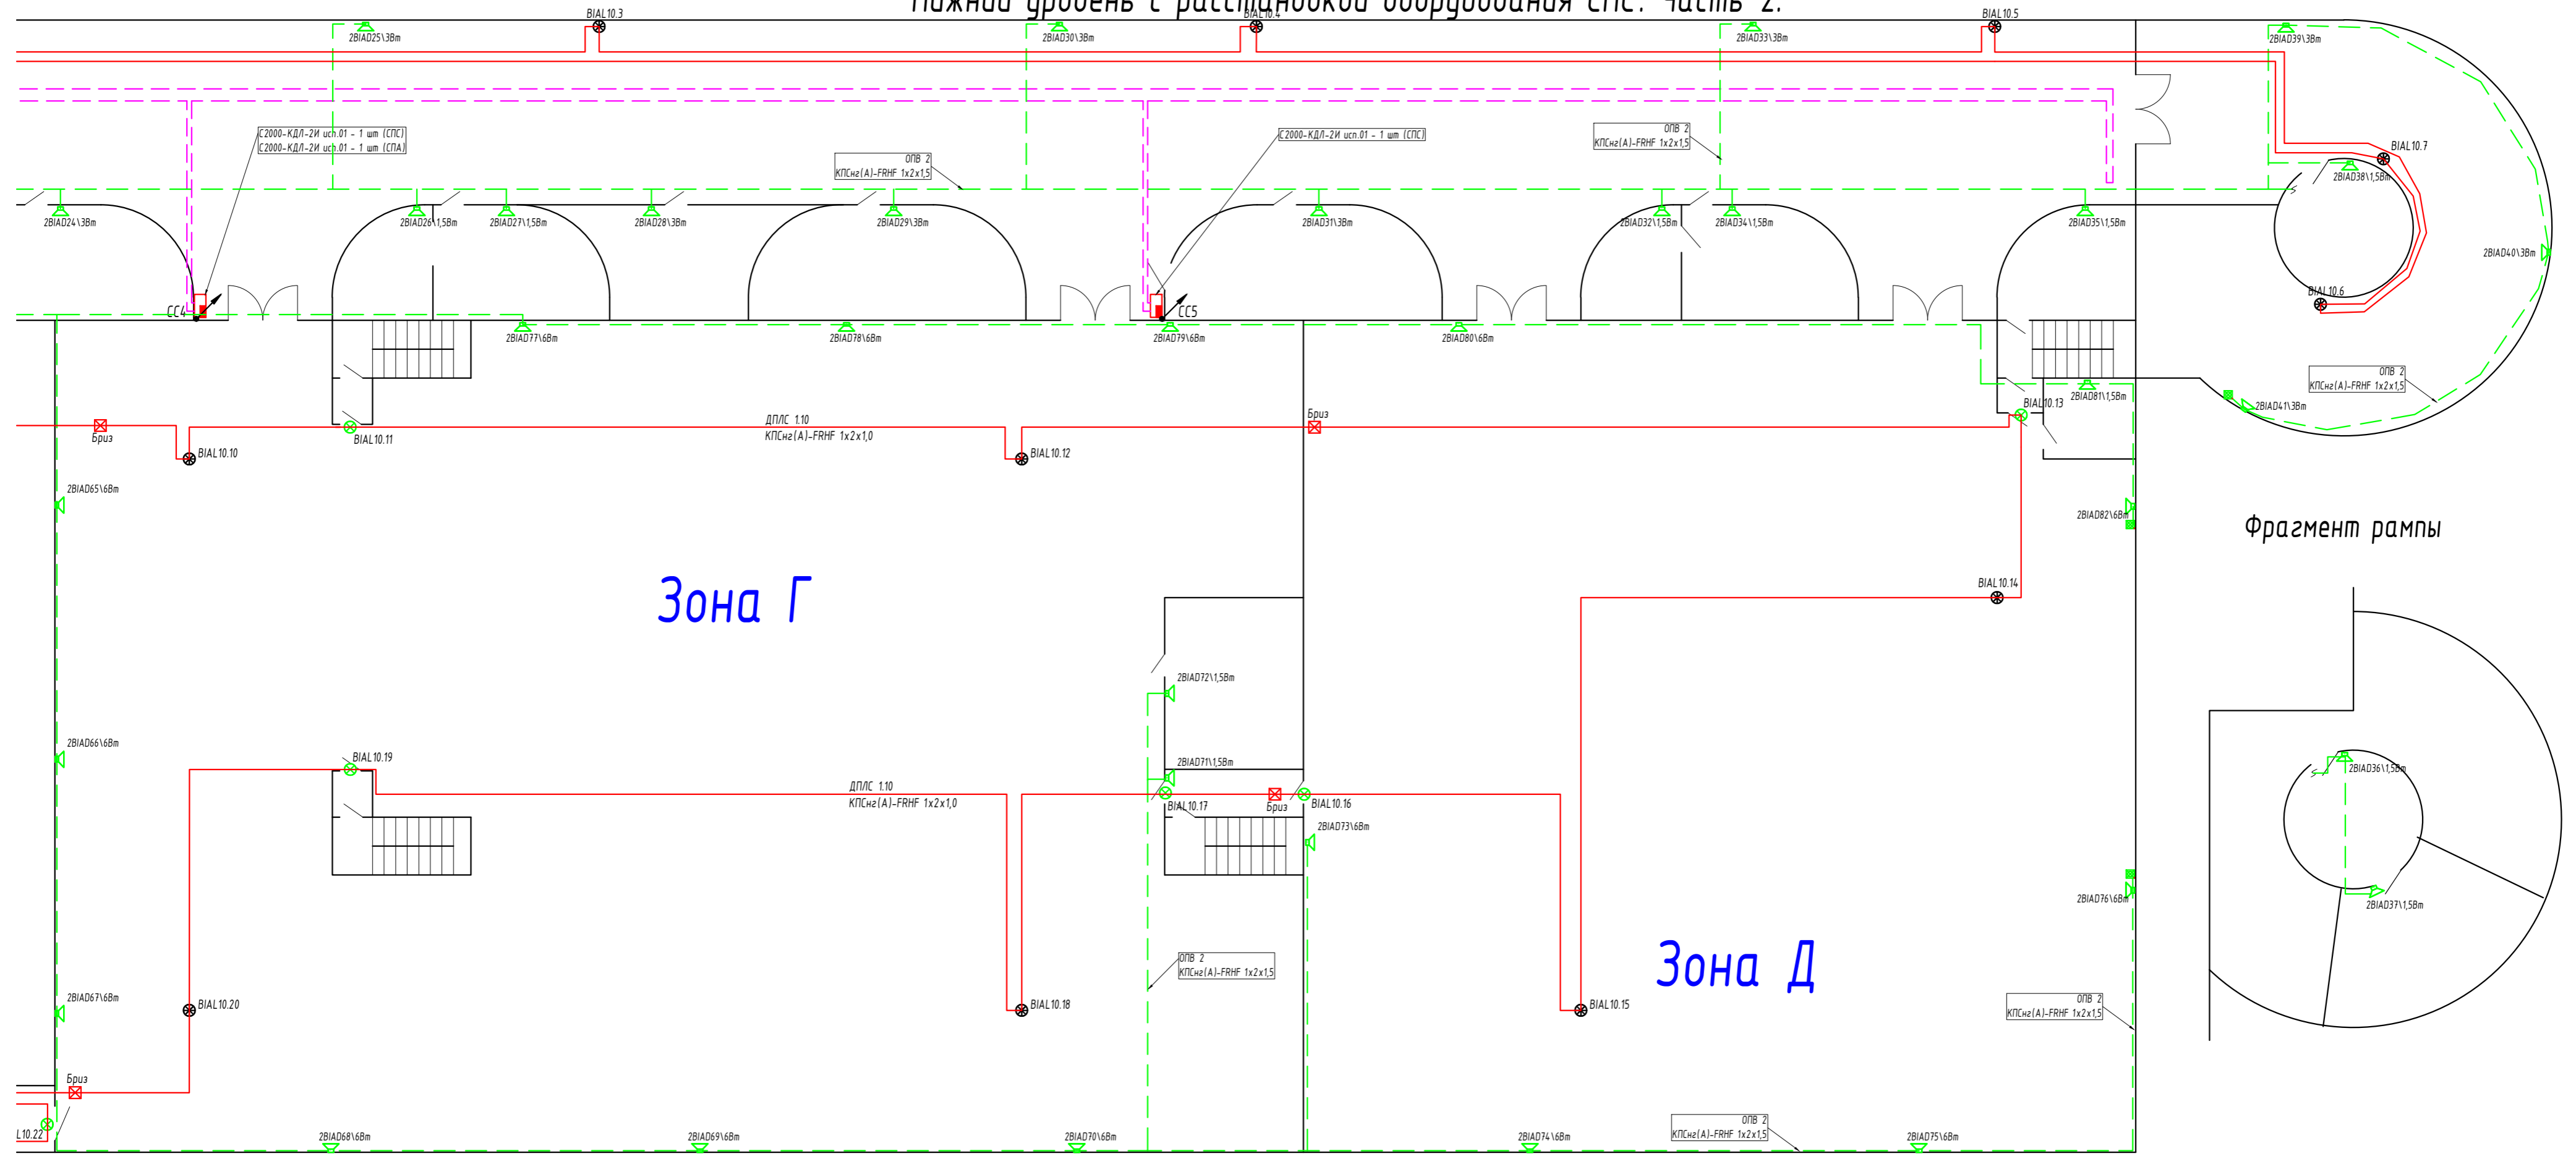 Нижний уровень с расстановкой оборудования СПС. Часть 2.
BIAL10.3
BIAL10.4
BIAL10.5
2BIAD25\3Вт
2BIAD30\3Вт
2BIAD33\3Вт
2BIAD39\3Вт
С2000-КДЛ-2И исп.01 - 1 шт (СПС)
С2000-КДЛ-2И исп.01 - 1 шт (СПА)
ОПВ 2
КПСнг(А)-FRHF 1х2х1,5
С2000-КДЛ-2И исп.01 - 1 шт (СПС)
ОПВ 2
КПСнг(А)-FRHF 1х2х1,5
BIAL10.7
2BIAD38\1,5Вт
2BIAD24\3Вт
2BIAD26\1,5Вт
2BIAD27\1,5Вт
2BIAD28\3Вт
2BIAD29\3Вт
2BIAD31\3Вт
2BIAD32\1,5Вт
2BIAD34\1,5Вт
2BIAD35\1,5Вт
2BIAD40\3Вт
BIAL10.6
СС4
СС5
2BIAD77\6Вт
2BIAD78\6Вт
2BIAD79\6Вт
2BIAD80\6Вт
ОПВ 2
КПСнг(А)-FRHF 1х2х1,5
2BIAD81\1,5Вт
BIAL10.13
2BIAD41\3Вт
Бриз
BIAL10.11
ДПЛС 1.10
КПСнг(А)-FRHF 1х2х1,0
Бриз
BIAL10.10
BIAL10.12
2BIAD65\6Вт
2BIAD82\6Вт
Фрагмент рампы
Зона Г
BIAL10.14
2BIAD72\1,5Вт
2BIAD66\6Вт
BIAL10.19
2BIAD71\1,5Вт
2BIAD36\1,5Вт
ДПЛС 1.10
КПСнг(А)-FRHF 1х2х1,0
BIAL10.17
Бриз
BIAL10.16
2BIAD73\6Вт
2BIAD76\6Вт
2BIAD37\1,5Вт
Зона Д
ОПВ 2
КПСнг(А)-FRHF 1х2х1,5
2BIAD67\6Вт
BIAL10.20
BIAL10.18
BIAL10.15
ОПВ 2
КПСнг(А)-FRHF 1х2х1,5
Бриз
L10.22
2BIAD68\6Вт
2BIAD69\6Вт
2BIAD70\6Вт
2BIAD74\6Вт
ОПВ 2
КПСнг(А)-FRHF 1х2х1,5
2BIAD75\6Вт